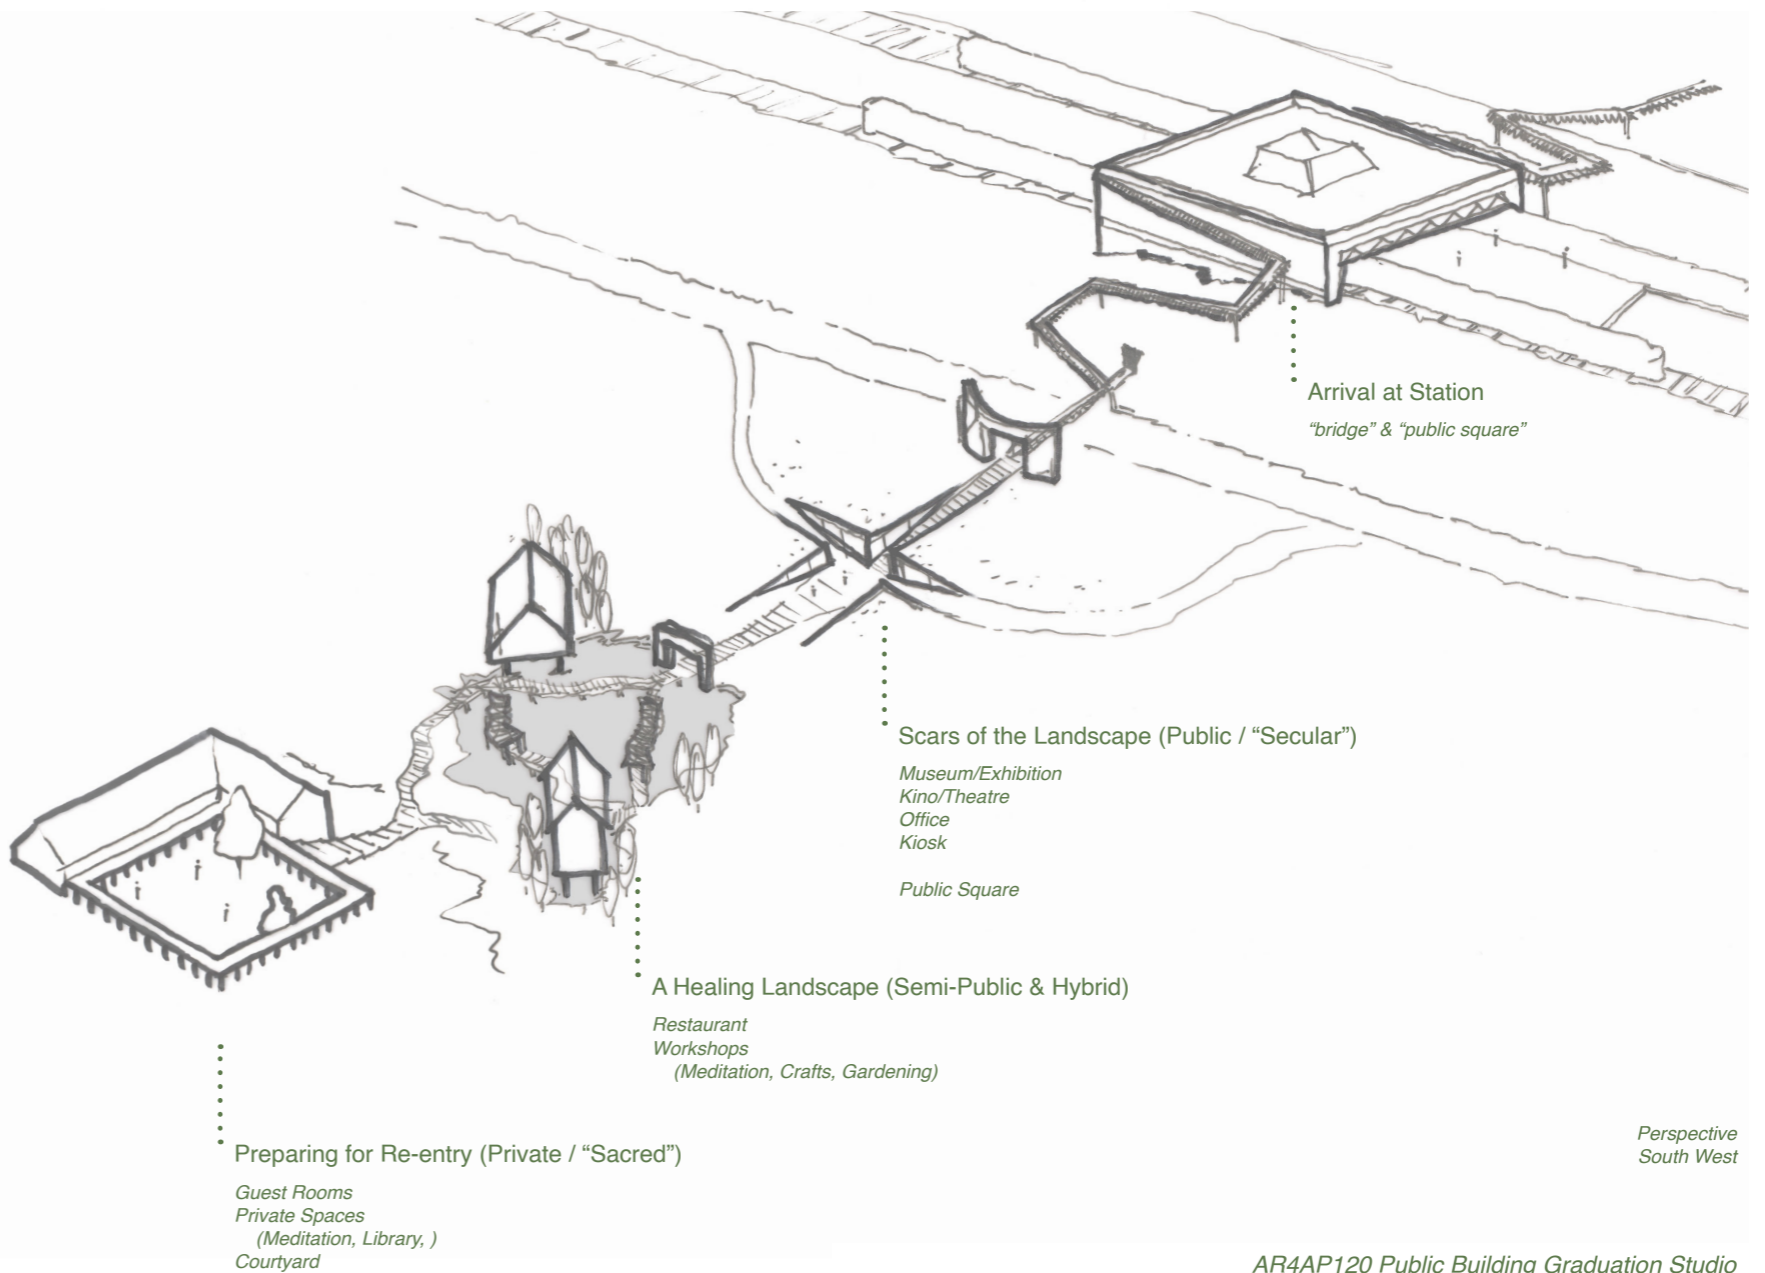 Arrival at Station
“bridge” & “public square”
Scars of the Landscape (Public / “Secular”)
Museum/Exhibition
Kino/Theatre
Office
Kiosk
Public Square
A Healing Landscape (Semi-Public & Hybrid)
Restaurant
Workshops
(Meditation, Crafts, Gardening)
Preparing for Re-entry (Private / “Sacred”)
Guest Rooms
Private Spaces
(Meditation, Library, )
Courtyard
Perspective
South West
AR4AP120 Public Building Graduation Studio